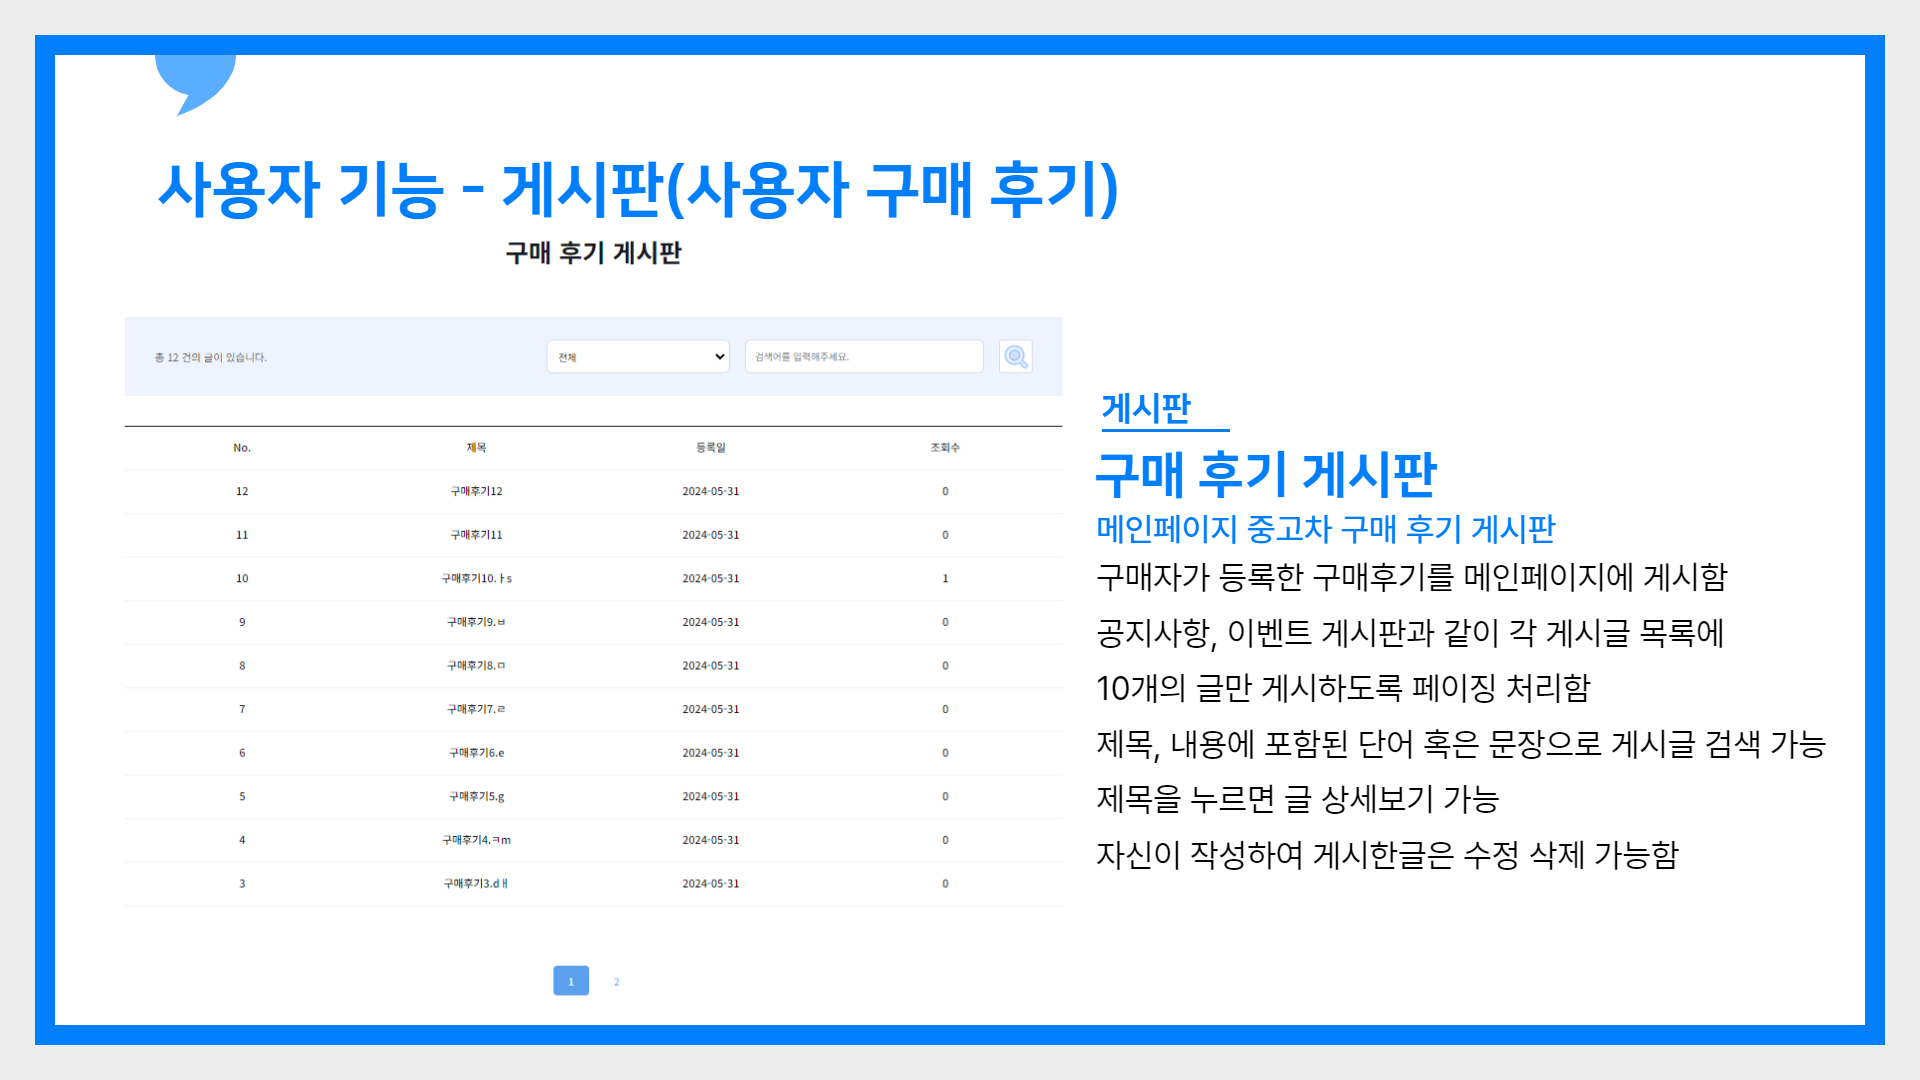 사용자 기능 - 게시판(사용자 구매 후기)
구매 후기 게시판
총 12 건의 글이 있습니다. 전체 검색어를 입력해주세요.
No. 제목 등록일 조회수
12 구매후기12 2024-05-31 0
11 구매후기11 2024-05-31 0
10 구매후기10.ㅏs 2024-05-31 1
9 구매후기9.ㅂ 2024-05-31 0
8 구매후기8.ㅁ 2024-05-31 0
7 구매후기7.ㄹ 2024-05-31 0
6 구매후기6.e 2024-05-31 0
5 구매후기5.g 2024-05-31 0
4 구매후기4.ㅋm 2024-05-31 0
3 구매후기3.dㅐ 2024-05-31 0
1 2
게시판
구매 후기 게시판
메인페이지 중고차 구매 후기 게시판
구매자가 등록한 구매후기를 메인페이지에 게시함
공지사항, 이벤트 게시판과 같이 각 게시글 목록에
10개의 글만 게시하도록 페이징 처리함
제목, 내용에 포함된 단어 혹은 문장으로 게시글 검색 가능
제목을 누르면 글 상세보기 가능
자신이 작성하여 게시한글은 수정 삭제 가능함